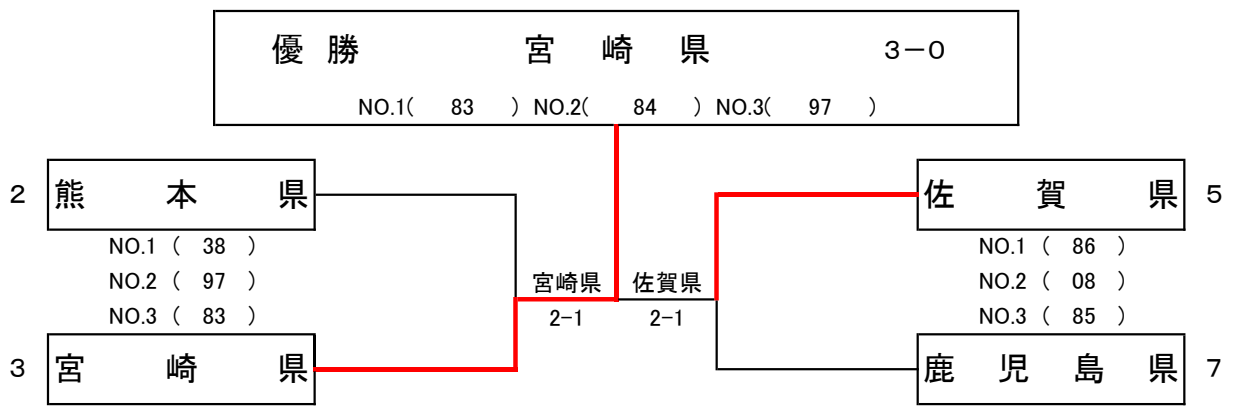 優勝 宮崎県 3-0
NO.1( 83 ) NO.2( 84 ) NO.3( 97 )
2 熊本県
NO.1 ( 38 )
NO.2 ( 97 )
NO.3 ( 83 )
3 宮崎県
宮崎県
2-1
佐賀県
2-1
佐賀県 5
NO.1 ( 86 )
NO.2 ( 08 )
NO.3 ( 85 )
鹿児島県 7